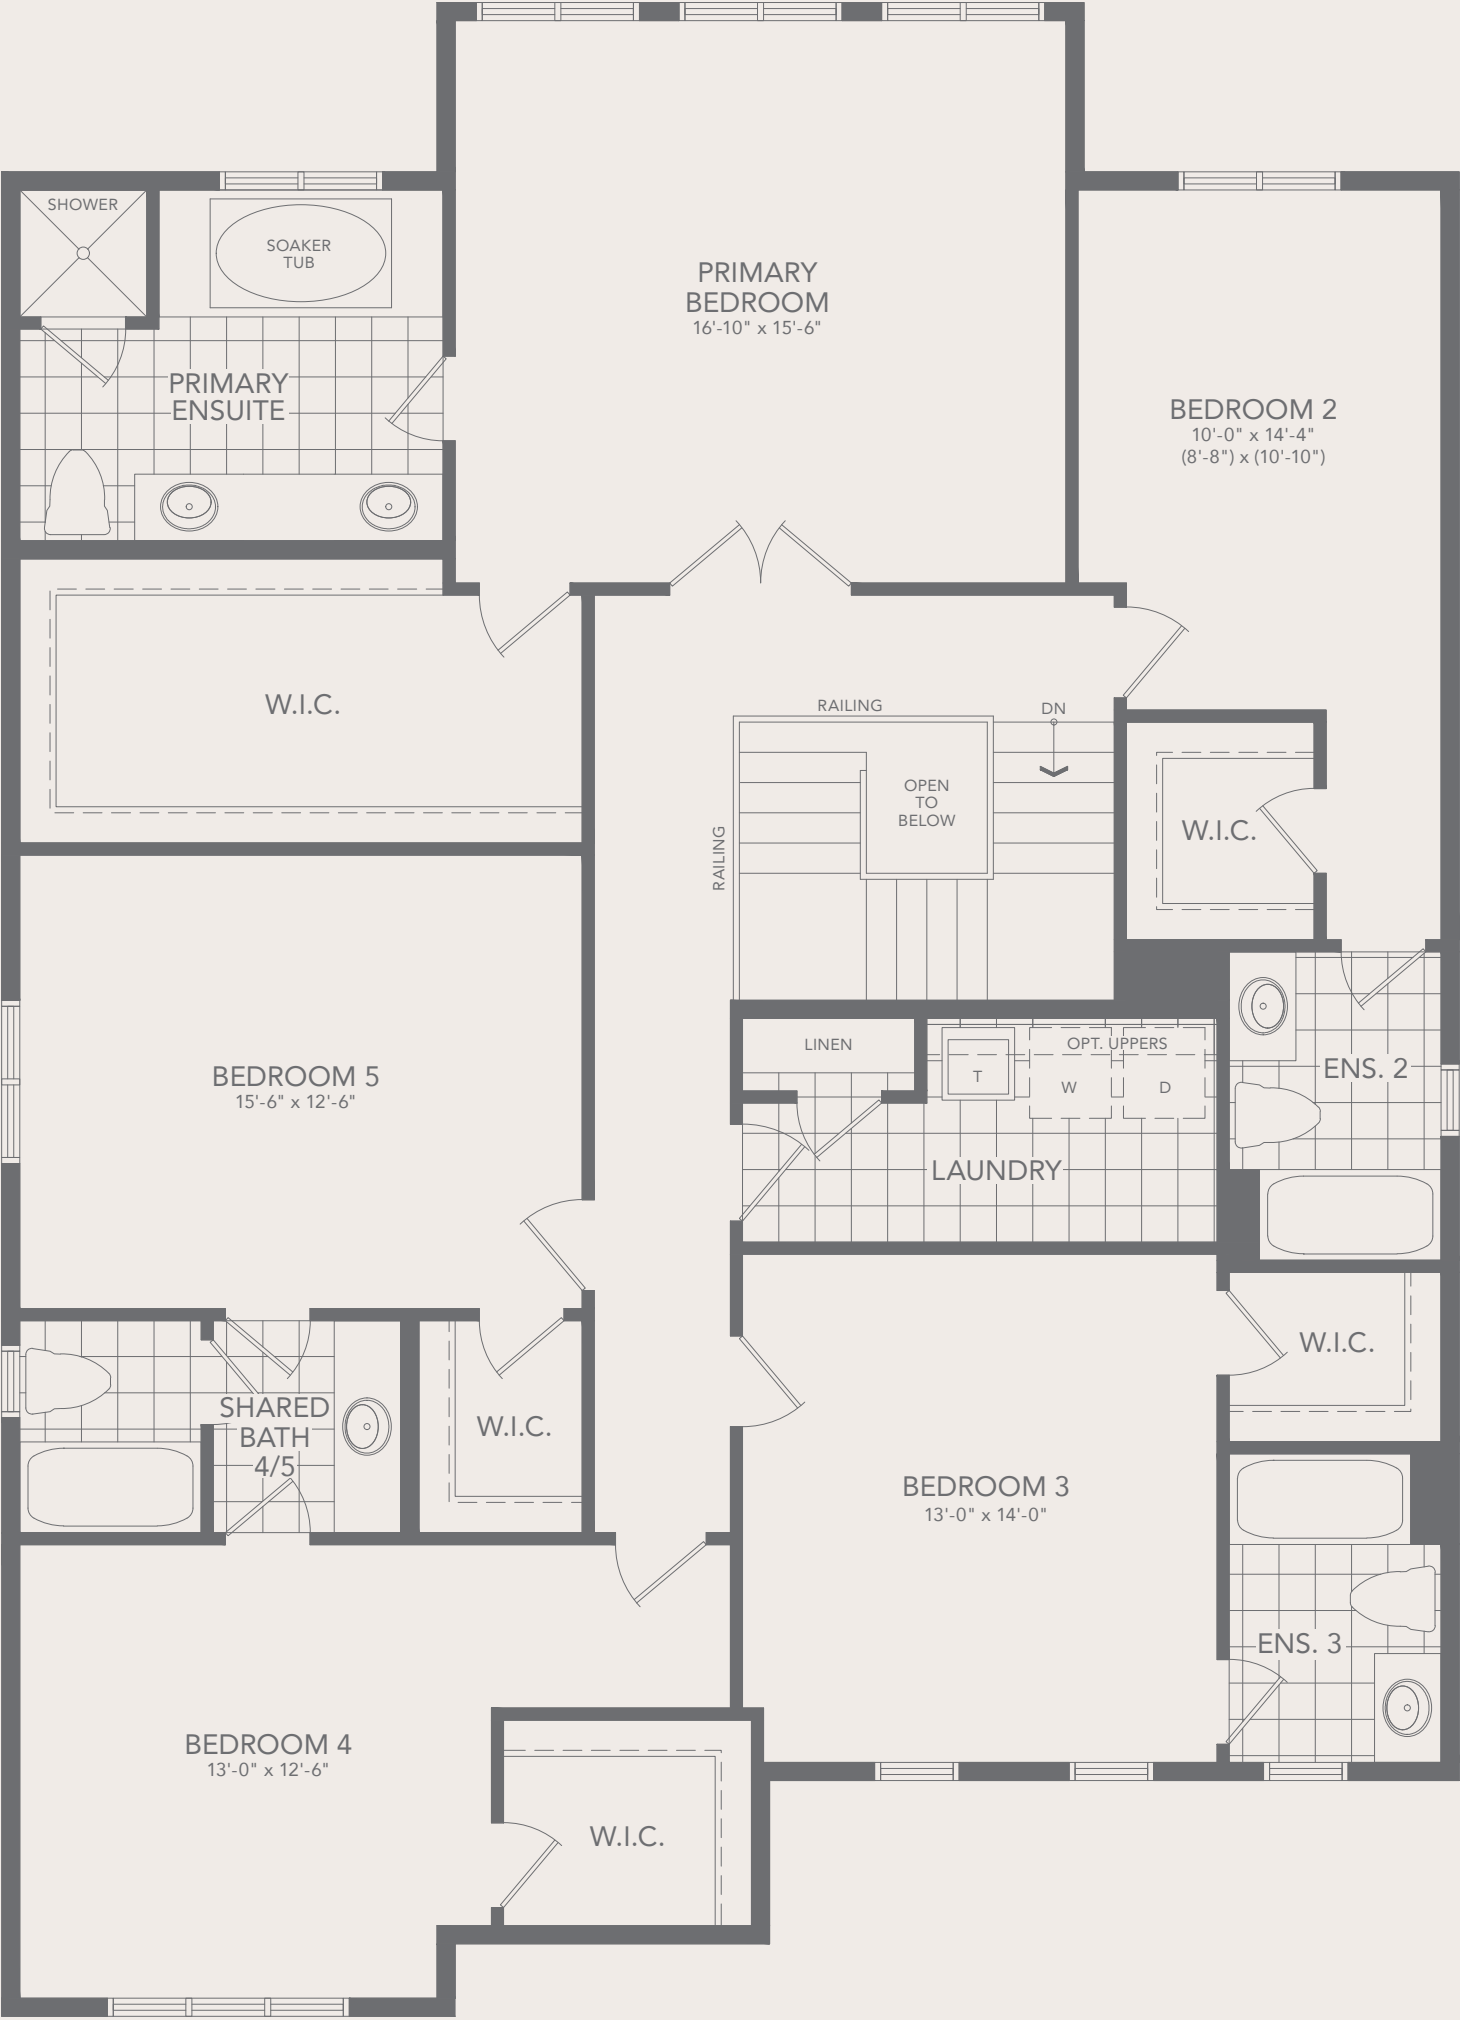 SHOWER
SOAKER
TUB
PRIMARY
BEDROOM
16'-10" x 15'-6"
PRIMARY
ENSUITE
BEDROOM 2
10'-0" x 14'-4"
(8'-8") x (10'-10")
W.I.C.
RAILING
DN
OPEN
TO
BELOW
RAILING
W.I.C.
LINEN
OPT. UPPERS
T
W
D
ENS. 2
BEDROOM 5
15'-6" x 12'-6"
LAUNDRY
W.I.C.
SHARED
BATH
4/5
W.I.C.
BEDROOM 3
13'-0" x 14'-0"
ENS. 3
BEDROOM 4
13'-0" x 12'-6"
W.I.C.